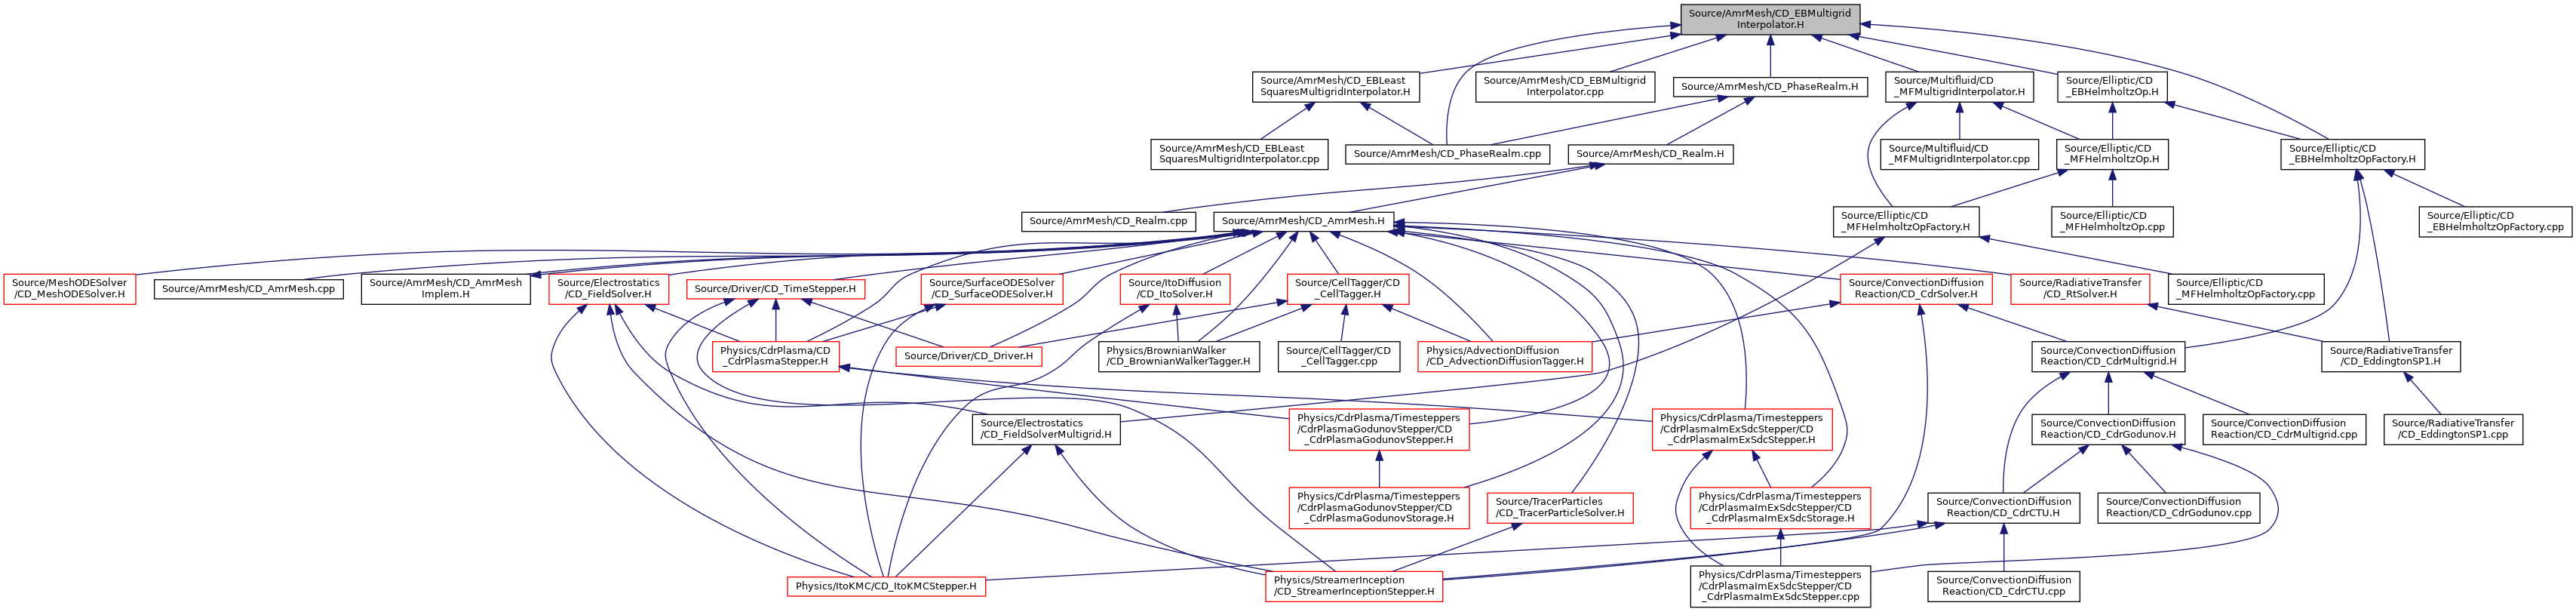 Source/AmrMesh/CD_EBMultigrid
Interpolator.H
Source/AmrMesh/CD_EBLeast
SquaresMultigridInterpolator.H
Source/AmrMesh/CD_EBMultigrid
Interpolator.cpp
Source/AmrMesh/CD_PhaseRealm.H
Source/Multifluid/CD
_MFMultigridInterpolator.H
Source/Elliptic/CD
_EBHelmholtzOp.H
Source/AmrMesh/CD_EBLeast
SquaresMultigridInterpolator.cpp
Source/AmrMesh/CD_PhaseRealm.cpp
Source/AmrMesh/CD_Realm.H
Source/Multifluid/CD
_MFMultigridInterpolator.cpp
Source/Elliptic/CD
_MFHelmholtzOp.H
Source/Elliptic/CD
_EBHelmholtzOpFactory.H
Source/AmrMesh/CD_Realm.cpp
Source/AmrMesh/CD_AmrMesh.H
Source/Elliptic/CD
_MFHelmholtzOpFactory.H
Source/Elliptic/CD
_MFHelmholtzOp.cpp
Source/Elliptic/CD
_EBHelmholtzOpFactory.cpp
Source/MeshODESolver
/CD_MeshODESolver.H
Source/AmrMesh/CD_AmrMesh.cpp
Source/AmrMesh/CD_AmrMesh
Implem.H
Source/Electrostatics
/CD_FieldSolver.H
Source/Driver/CD_TimeStepper.H
Source/SurfaceODESolver
/CD_SurfaceODESolver.H
Source/ItoDiffusion
/CD_ItoSolver.H
Source/CellTagger/CD
_CellTagger.H
Source/ConvectionDiffusion
Reaction/CD_CdrSolver.H
Source/RadiativeTransfer
/CD_RtSolver.H
Source/Elliptic/CD
_MFHelmholtzOpFactory.cpp
Physics/CdrPlasma/CD
_CdrPlasmaStepper.H
Source/Driver/CD_Driver.H
Physics/BrownianWalker
/CD_BrownianWalkerTagger.H
Source/CellTagger/CD
_CellTagger.cpp
Physics/AdvectionDiffusion
/CD_AdvectionDiffusionTagger.H
Source/ConvectionDiffusion
Reaction/CD_CdrMultigrid.H
Source/RadiativeTransfer
/CD_EddingtonSP1.H
Source/Electrostatics
/CD_FieldSolverMultigrid.H
Physics/CdrPlasma/Timesteppers
/CdrPlasmaGodunovStepper/CD
_CdrPlasmaGodunovStepper.H
Physics/CdrPlasma/Timesteppers
/CdrPlasmaImExSdcStepper/CD
_CdrPlasmaImExSdcStepper.H
Source/ConvectionDiffusion
Reaction/CD_CdrGodunov.H
Source/ConvectionDiffusion
Reaction/CD_CdrMultigrid.cpp
Source/RadiativeTransfer
/CD_EddingtonSP1.cpp
Physics/CdrPlasma/Timesteppers
/CdrPlasmaGodunovStepper/CD
_CdrPlasmaGodunovStorage.H
Source/TracerParticles
/CD_TracerParticleSolver.H
Physics/CdrPlasma/Timesteppers
/CdrPlasmaImExSdcStepper/CD
_CdrPlasmaImExSdcStorage.H
Source/ConvectionDiffusion
Reaction/CD_CdrCTU.H
Source/ConvectionDiffusion
Reaction/CD_CdrGodunov.cpp
Physics/ItoKMC/CD_ItoKMCStepper.H
Physics/StreamerInception
/CD_StreamerInceptionStepper.H
Physics/CdrPlasma/Timesteppers
/CdrPlasmaImExSdcStepper/CD
_CdrPlasmaImExSdcStepper.cpp
Source/ConvectionDiffusion
Reaction/CD_CdrCTU.cpp